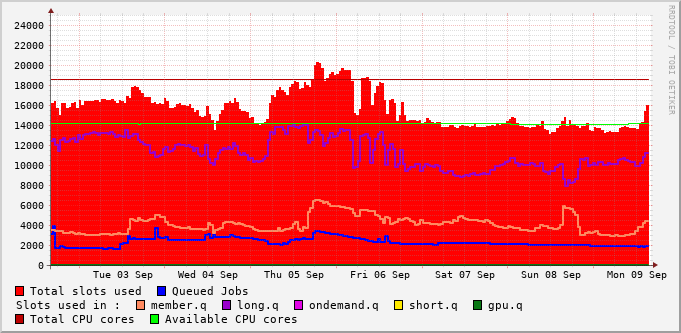 24000
22000
20000
18000
16000
14000
12000
10000
8000
6000
4000
2000
0
Tue 03 Sep Wed 04 Sep Thu 05 Sep Fri 06 Sep Sat 07 Sep Sun 08 Sep Mon 09 Sep
Total slots used Queued Jobs
Slots used in : member.q long.q ondemand.q short.q gpu.q
Total CPU cores Available CPU cores
RRDTOOL / TOBI OETIKER